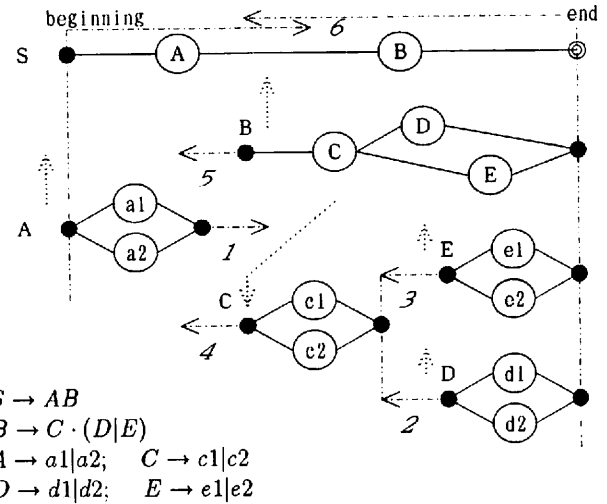 beginning
end
6
S
A
B
B
C
D
E
5
A
a1
a2
1
E
e1
e2
3
C
c1
c2
4
D
d1
d2
2
S → AB
B → C · (D|E)
A → a1|a2; C → c1|c2
D → d1|d2; E → e1|e2